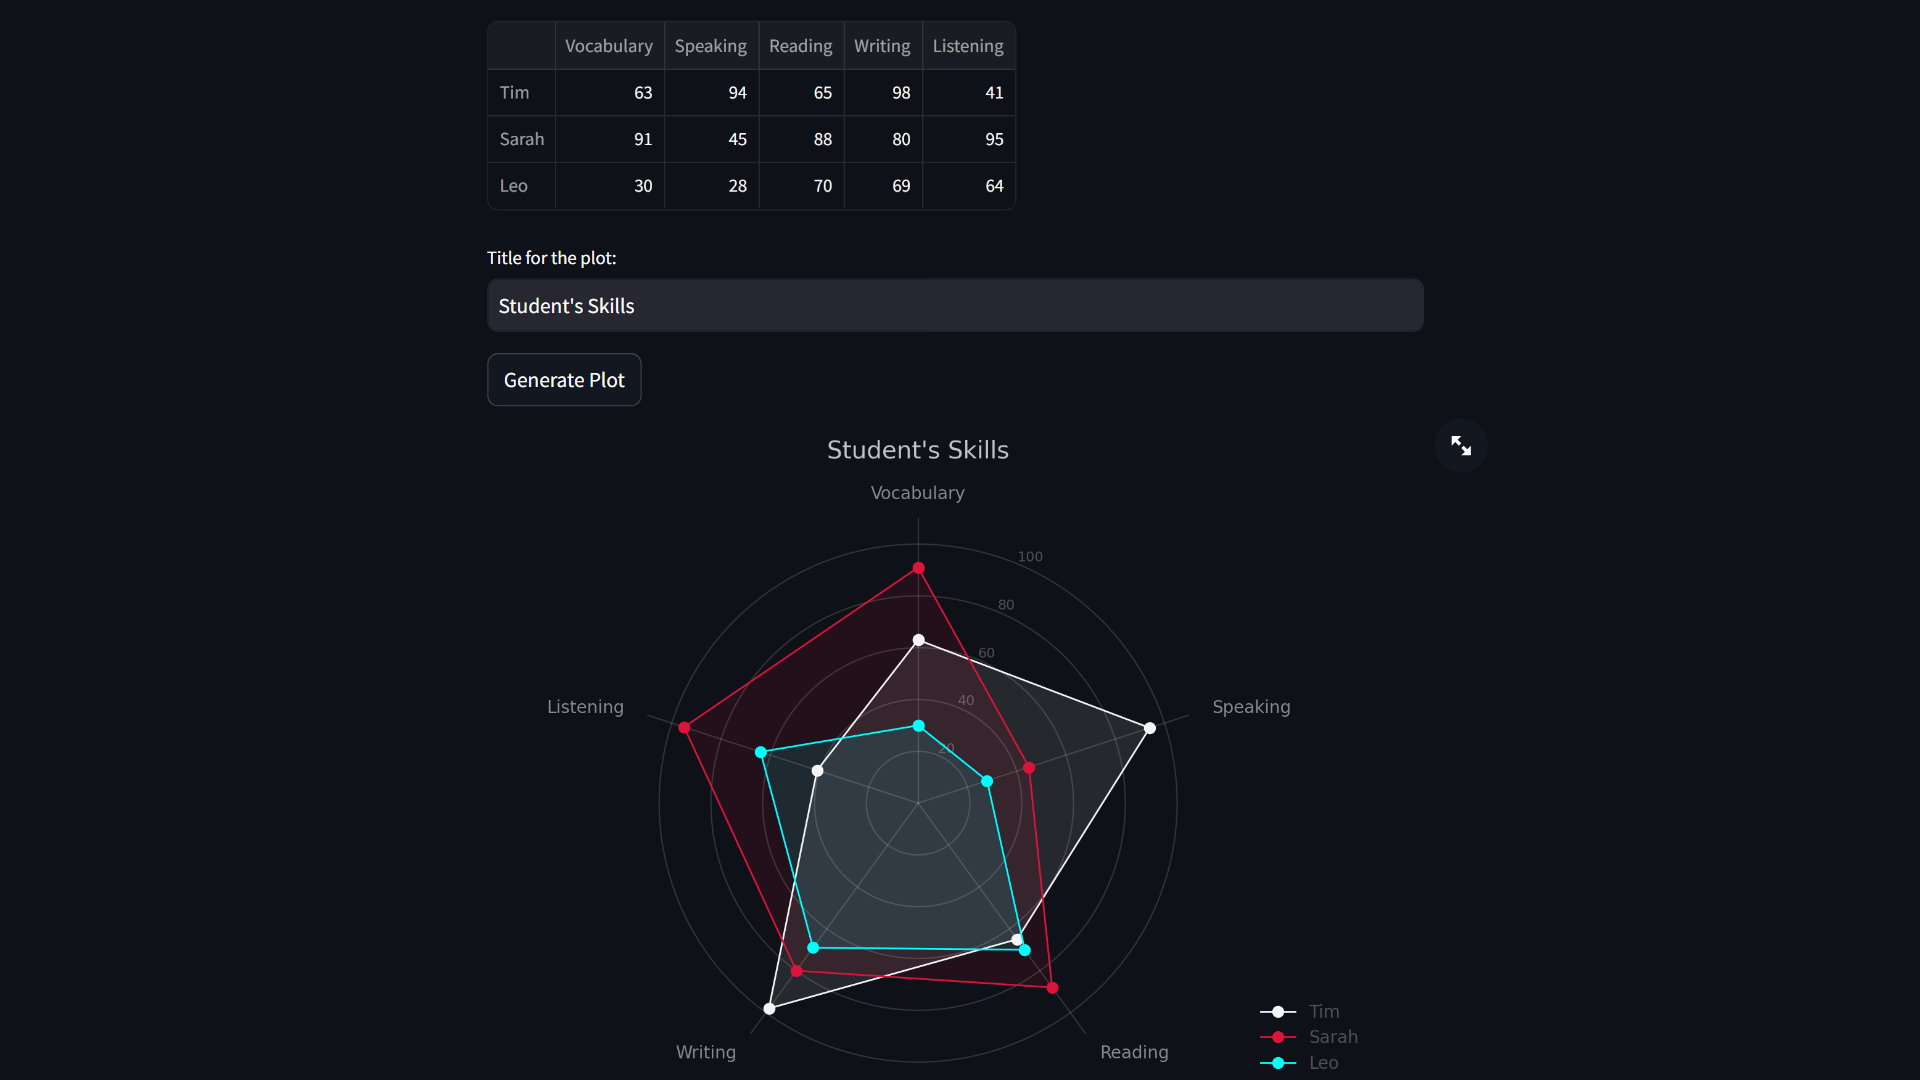 Vocabulary Speaking Reading Writing Listening
Tim 63 94 65 98 41
Sarah 91 45 88 80 95
Leo 30 28 70 69 64
Title for the plot:
Student's Skills
Generate Plot
Student's Skills
Vocabulary
100
80
60
40
20
Listening
Speaking
Writing
Reading
Tim
Sarah
Leo